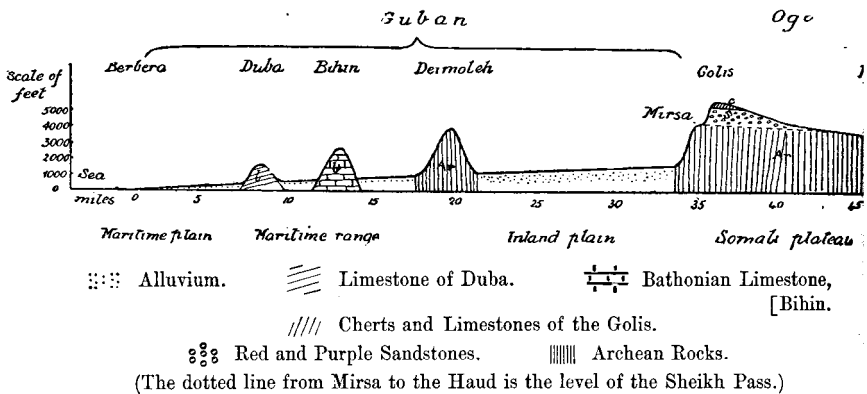 Guban Ogo
Scale of feet
Berbera Duba Bihin Deimoleh Golis
5000
4000
3000
2000
1000
Mirsa
Ar
Ar
Sea
miles 0 5 10 15 20 25 30 35 40 45
Maritime plain Maritime range Inland plain Somali plateau
Alluvium. Limestone of Duba. Bathonian Limestone,
[Bihin.
Cherts and Limestones of the Golis.
Red and Purple Sandstones. Archean Rocks.
(The dotted line from Mirsa to the Haud is the level of the Sheikh Pass.)